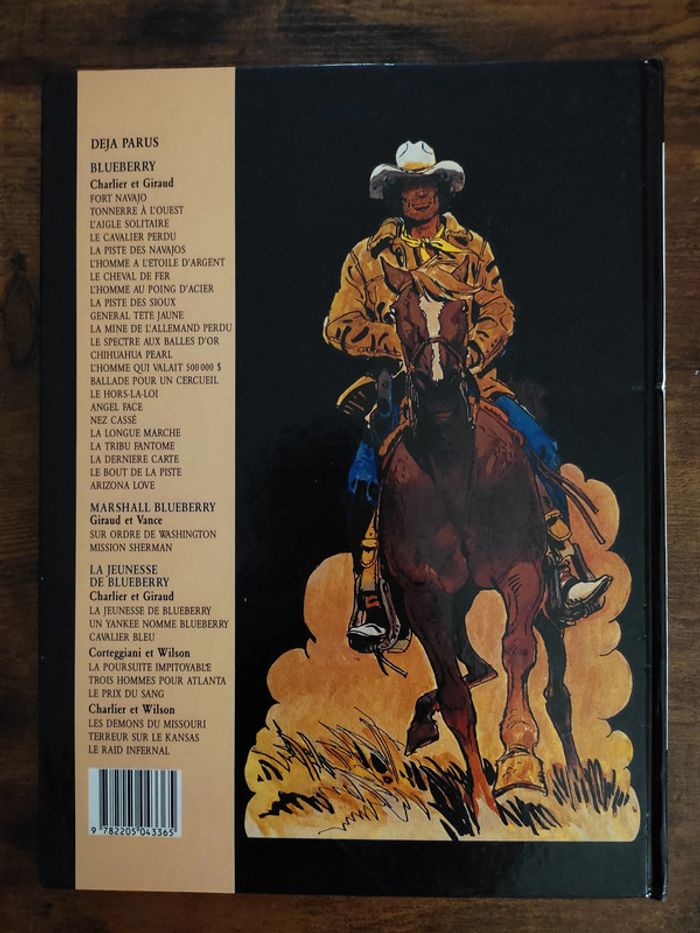 DEJA PARUS
BLUEBERRY
Charlier et Giraud
FORT NAVAJO
TONNERRE À L'OUEST
L'AIGLE SOLITAIRE
LE CAVALIER PERDU
LA PISTE DES NAVAJOS
L'HOMME A L'ETOILE D'ARGENT
LE CHEVAL DE FER
L'HOMME AU POING D'ACIER
LA PISTE DES SIOUX
GENERAL TETE JAUNE
LA MINE DE L'ALLEMAND PERDU
LE SPECTRE AUX BALLES D'OR
CHIHUAHUA PEARL
L'HOMME QUI VALAIT 500 000 $
BALLADE POUR UN CERCUEIL
LE HORS-LA-LOI
ANGEL FACE
NEZ CASSÉ
LA LONGUE MARCHE
LA TRIBU FANTOME
LA DERNIERE CARTE
LE BOUT DE LA PISTE
ARIZONA LOVE
MARSHALL BLUEBERRY
Giraud et Vance
SUR ORDRE DE WASHINGTON
MISSION SHERMAN
LA JEUNESSE
DE BLUEBERRY
Charlier et Giraud
LA JEUNESSE DE BLUEBERRY
UN YANKEE NOMME BLUEBERRY
CAVALIER BLEU
Corteggiani et Wilson
LA POURSUITE IMPITOYABLE
TROIS HOMMES POUR ATLANTA
LE PRIX DU SANG
Charlier et Wilson
LES DEMONS DU MISSOURI
TERREUR SUR LE KANSAS
LE RAID INFERNAL
9 782205 043365